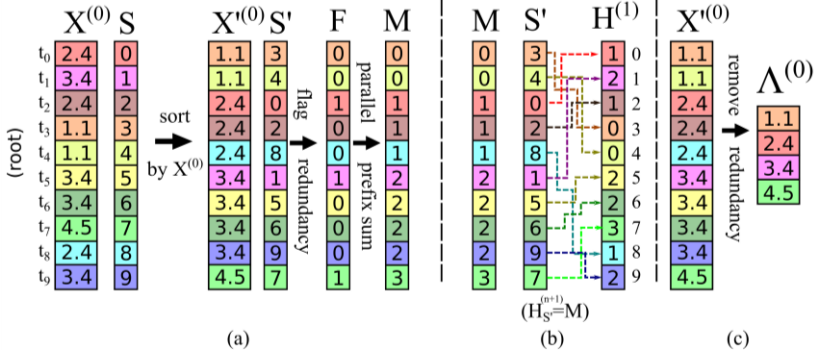 X(0) S X'(0) S' F M M S' H(1) X'(0)
t0 2.4 0 1.1 3 0 0 0 3 1 0 1.1
t1 3.4 1 1.1 4 0 0 0 4 2 1 1.1
t2 2.4 2 2.4 0 1 1 1 0 1 2 2.4
t3 1.1 3 2.4 2 0 1 1 2 0 3 2.4
t4 1.1 4 2.4 8 0 1 1 8 0 4 2.4
t5 3.4 5 3.4 1 1 2 2 1 2 5 3.4
t6 3.4 6 3.4 5 0 2 2 5 2 6 3.4
t7 4.5 7 3.4 6 0 2 2 6 3 7 3.4
t8 2.4 8 3.4 9 0 2 2 9 1 8 3.4
t9 3.4 9 4.5 7 1 3 3 7 2 9 4.5
(root)
sort
by X(0)
flag
redundancy
parallel
prefix sum
(H(n+1)S'=M)
remove
redundancy
Λ(0)
1.1
2.4
3.4
4.5
(a) (b) (c)